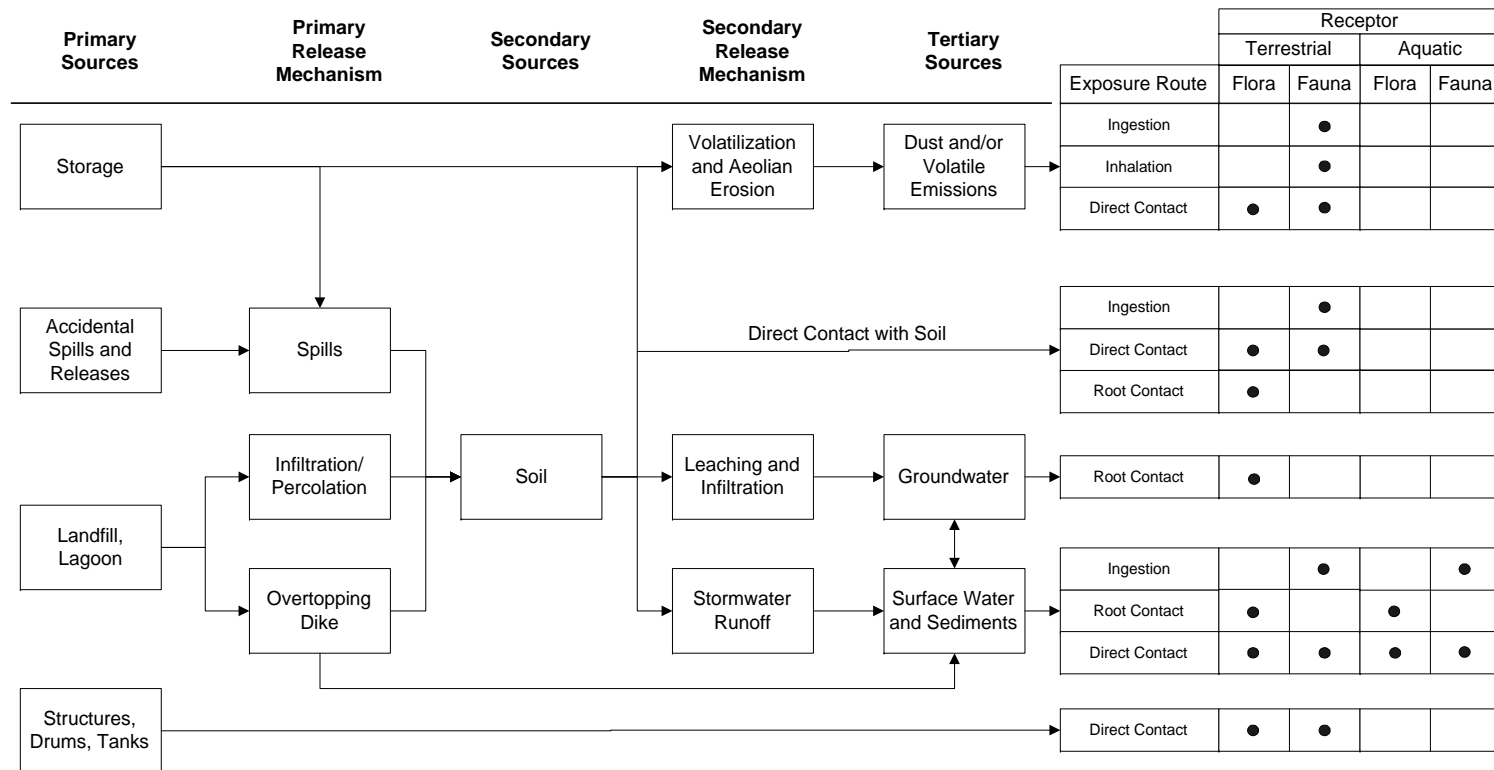 Receptor
Primary
Sources
Primary
Release
Mechanism
Secondary
Sources
Secondary
Release
Mechanism
Tertiary
Sources
Terrestrial
Aquatic
Exposure Route
Flora
Fauna
Flora
Fauna
Storage
Volatilization
and Aeolian
Erosion
Dust and/or
Volatile
Emissions
Ingestion
Inhalation
Direct Contact
Accidental
Spills and
Releases
Spills
Direct Contact with Soil
Ingestion
Direct Contact
Root Contact
Landfill,
Lagoon
Infiltration/
Percolation
Soil
Leaching and
Infiltration
Groundwater
Root Contact
Overtopping
Dike
Stormwater
Runoff
Surface Water
and Sediments
Ingestion
Root Contact
Direct Contact
Structures,
Drums, Tanks
Direct Contact